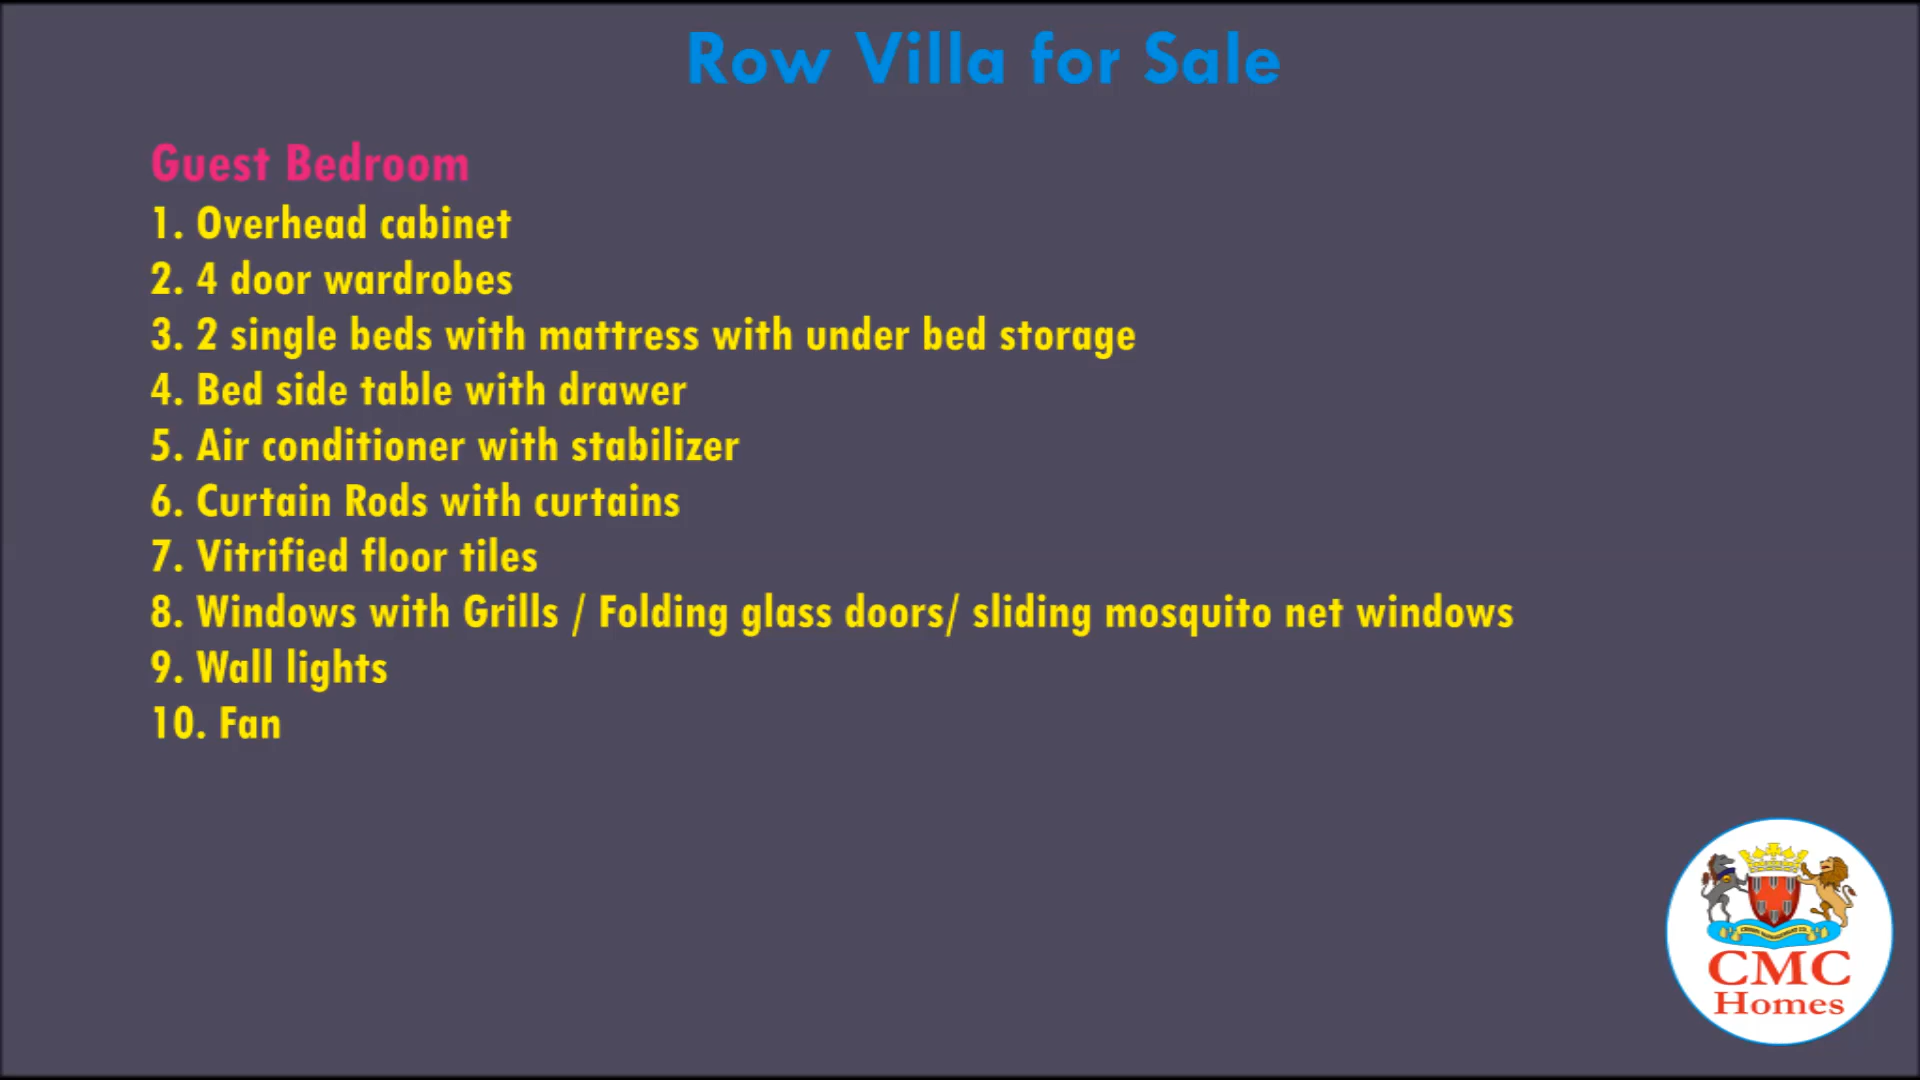 Row Villa for Sale
Guest Bedroom
1. Overhead cabinet
2. 4 door wardrobes
3. 2 single beds with mattress with under bed storage
4. Bed side table with drawer
5. Air conditioner with stabilizer
6. Curtain Rods with curtains
7. Vitrified floor tiles
8. Windows with Grills / Folding glass doors/ sliding mosquito net windows
9. Wall lights
10. Fan
CROWN MANAGEMENT CO.
CMC
Homes